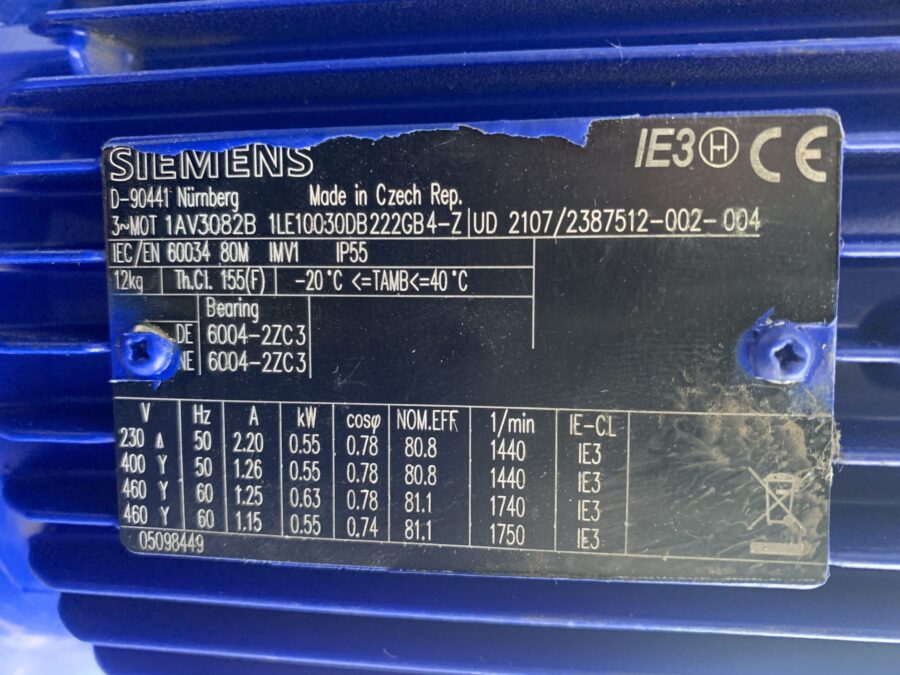 SIEMENS
IE3 H CE
D-90441 Nürnberg Made in Czech Rep.
3~MOT 1AV3082B 1LE10030DB222GB4-Z UD 2107/2387512-002-004
IEC/EN 60034 80M IMV1 IP55
12kg Th.Cl. 155(F) -20°C <=TAMB<=40°C
Bearing
DE 6004-2ZC3
NE 6004-2ZC3
V Hz A kW cosφ NOM.EFF 1/min IE-CL
230 Δ 50 2.20 0.55 0.78 80.8 1440 IE3
400 Y 50 1.26 0.55 0.78 80.8 1440 IE3
460 Y 60 1.25 0.63 0.78 81.1 1740 IE3
460 Y 60 1.15 0.55 0.74 81.1 1750 IE3
05098449